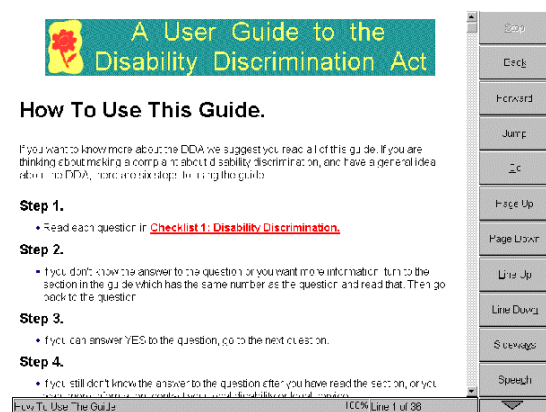 A User Guide to the
Disability Discrimination Act
How To Use This Guide.
If you want to know more about the DDA we suggest you read all of this guide. If you are
thinking about making a complaint about disability discrimination, and have a general idea
about the DDA, there are six steps to using the guide
Step 1.
• Read each question in Checklist 1: Disability Discrimination.
Step 2.
• If you don't know the answer to the question or you want more information, turn to the
section in the guide which has the same number as the question and read that. Then go
back to the question
Step 3.
• If you can answer YES to the question, go to the next question.
Step 4.
• If you still don't know the answer to the question after you have read the section, or you
How To Use The Guide 100% Line 1 of 36
Stop
Back
Forward
Jump
Page Up
Page Down
Line Up
Line Down
Sideways
Speech